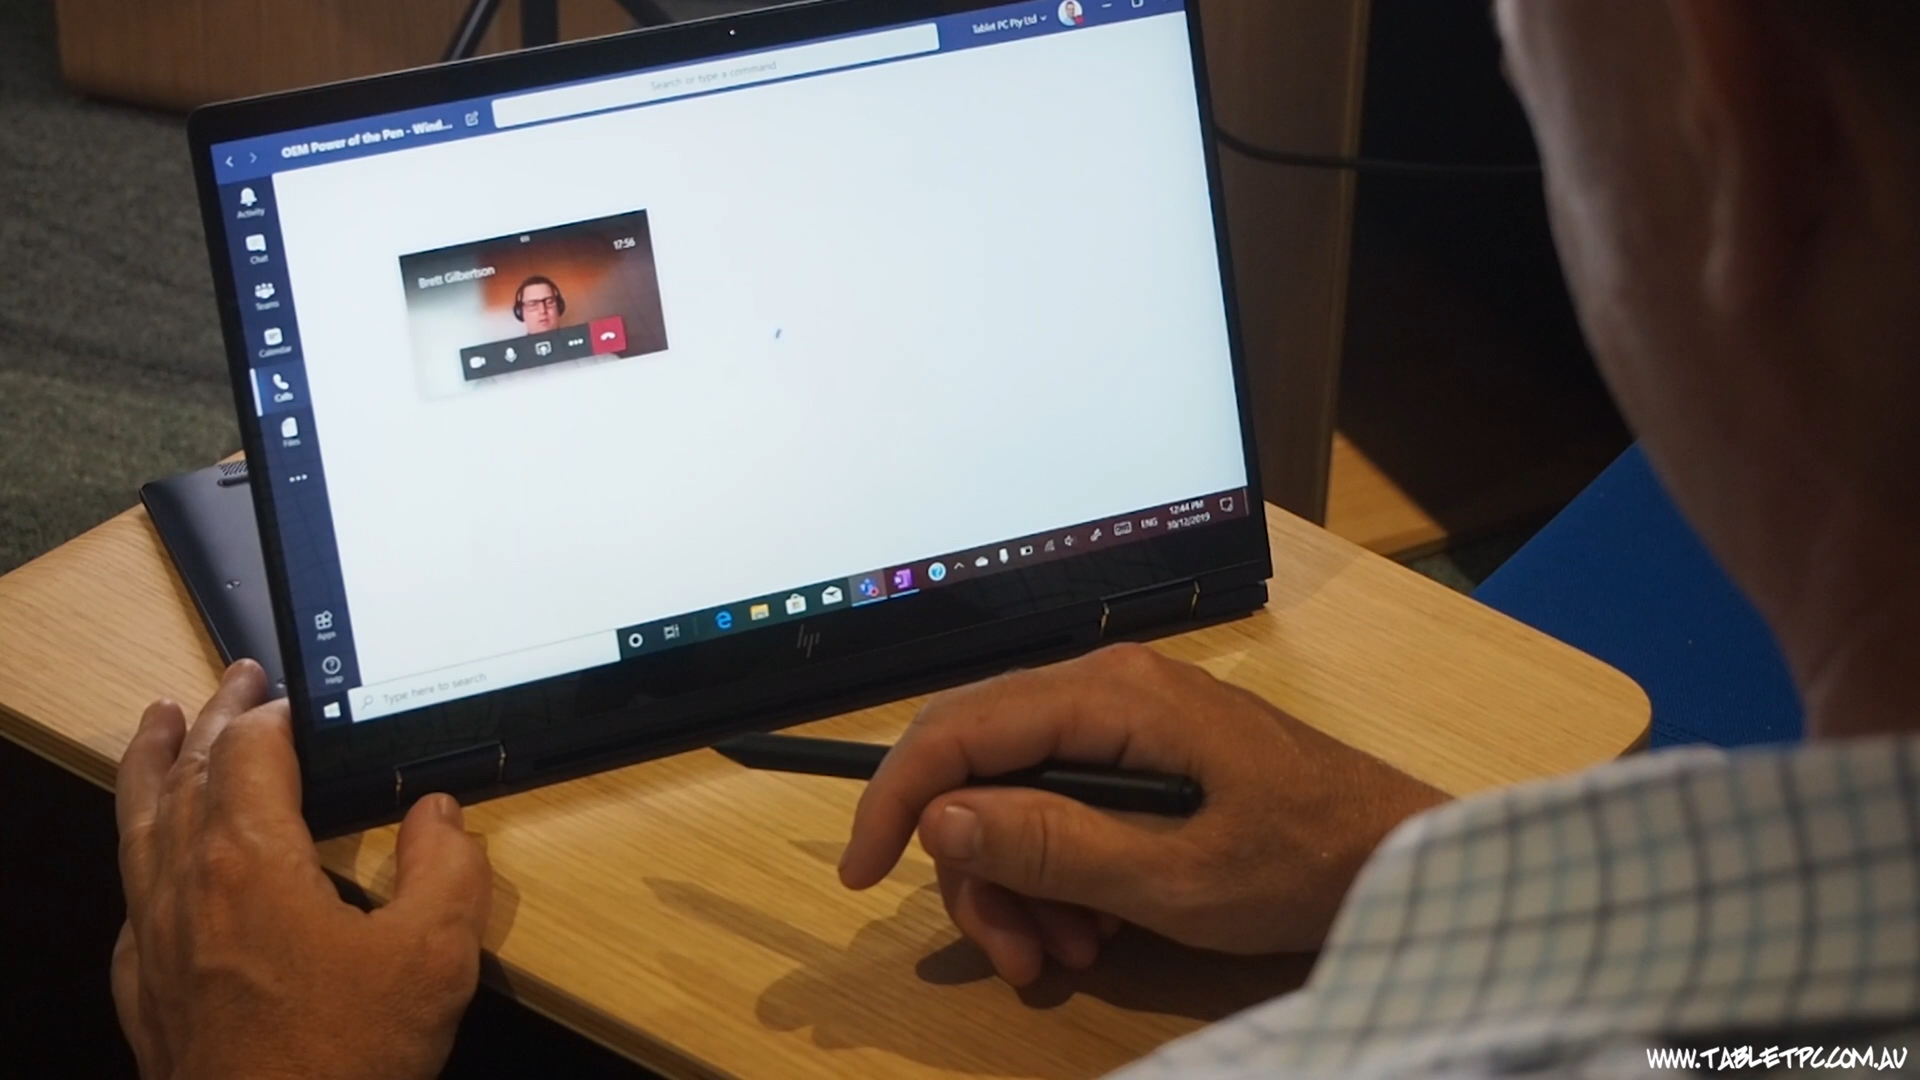 Tablet PC Pty Ltd
Search or type a command
OEM Power of the Pen - Wind...
Activity
Chat
Teams
Calendar
Calls
Files
Apps
Help
Brett Gilbertson
17:56
Type here to search
ENG
12:44 PM
30/12/2019
hp
WWW.TABLETPC.COM.AU